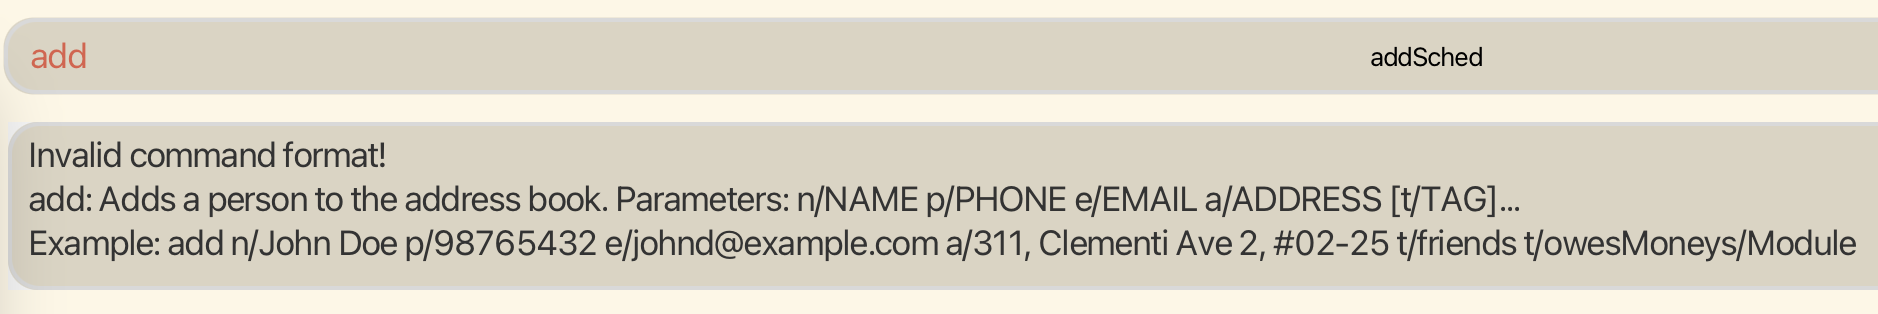 add
addSched
Invalid command format!
add: Adds a person to the address book. Parameters: n/NAME p/PHONE e/EMAIL a/ADDRESS [t/TAG]...
Example: add n/John Doe p/98765432 e/johnd@example.com a/311, Clementi Ave 2, #02-25 t/friends t/owesMoneys/Module